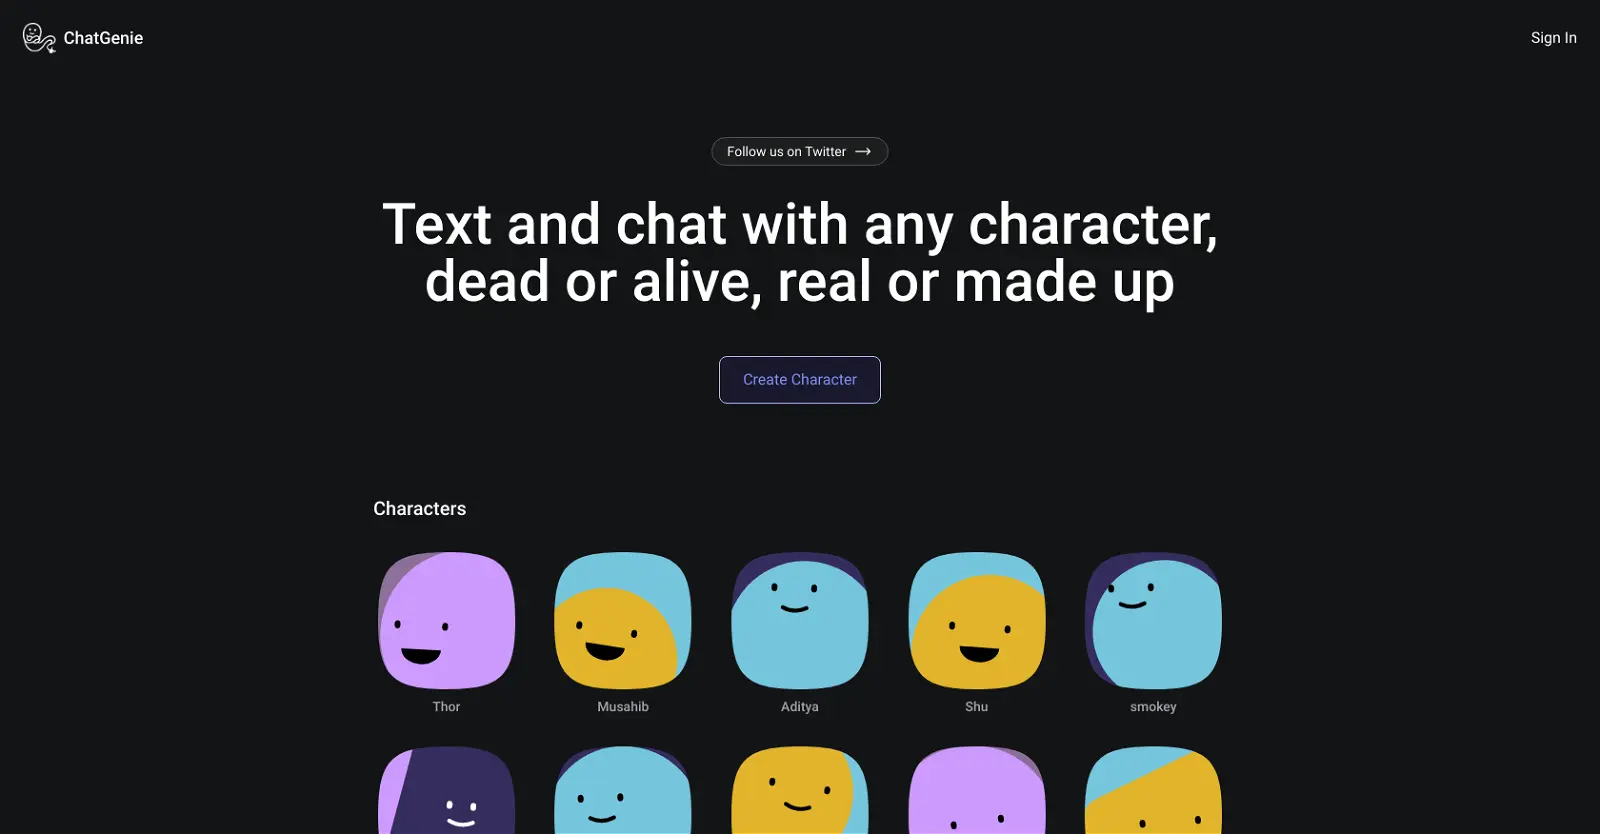 ChatGenie
Sign In
Follow us on Twitter →
Text and chat with any character,
dead or alive, real or made up
Create Character
Characters
Thor
Musahib
Aditya
Shu
smokey